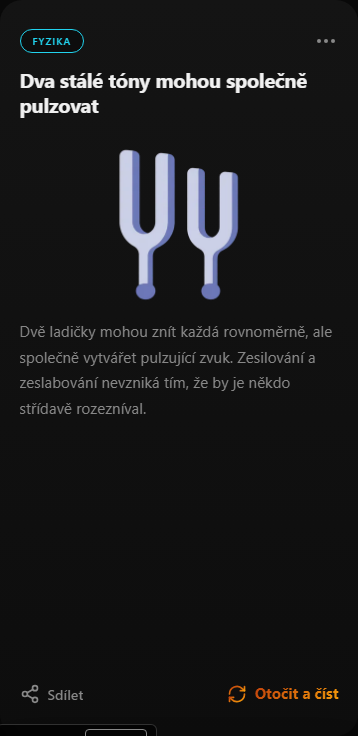 FYZIKA
Dva stálé tóny mohou společně
pulzovat
Dvě ladičky mohou znít každá rovnoměrně, ale
společně vytvářet pulzující zvuk. Zesilování a
zeslabování nevzniká tím, že by je někdo
střídavě rozezníval.
Sdílet
Otočit a číst